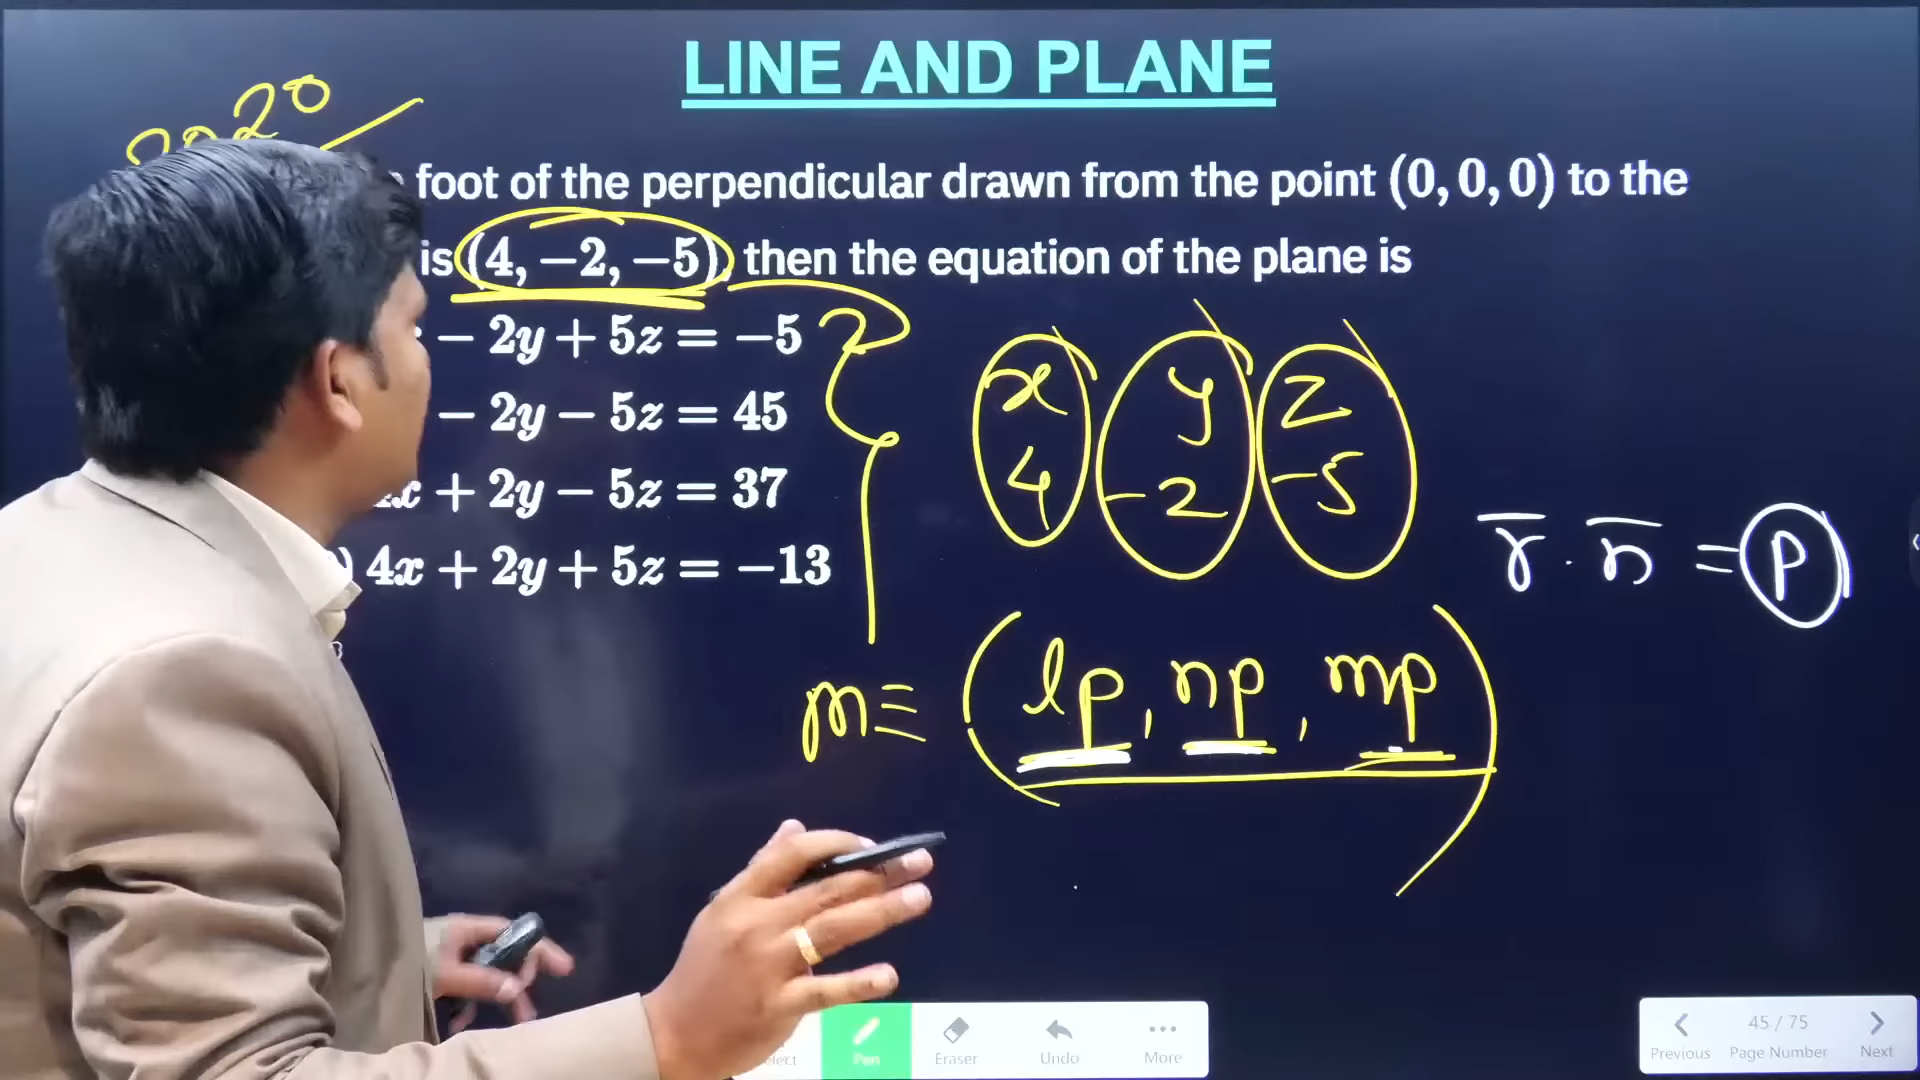 LINE AND PLANE
2020
foot of the perpendicular drawn from the point (0, 0, 0) to the
is (4, −2, −5), then the equation of the plane is
− 2y + 5z = −5
− 2y − 5z = 45
x + 2y − 5z = 37
) 4x + 2y + 5z = −13
x y z
4 −2 −5
r̄ . n̄ = p
m ≡ (lp, np, mp)
Pen
Eraser
Undo
More
45 / 75
Previous Page Number Next